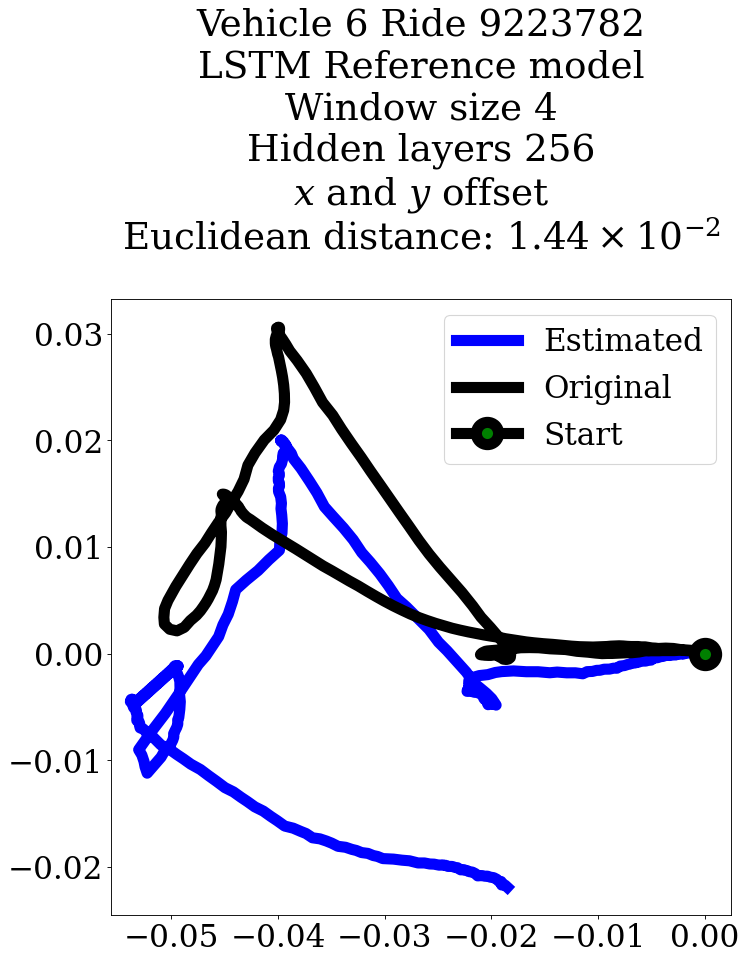 Vehicle 6 Ride 9223782
LSTM Reference model
Window size 4
Hidden layers 256
x and y offset
Euclidean distance: 1.44 × 10⁻²
Estimated
Original
Start
0.03
0.02
0.01
0.00
−0.01
−0.02
−0.05 −0.04 −0.03 −0.02 −0.01 0.00